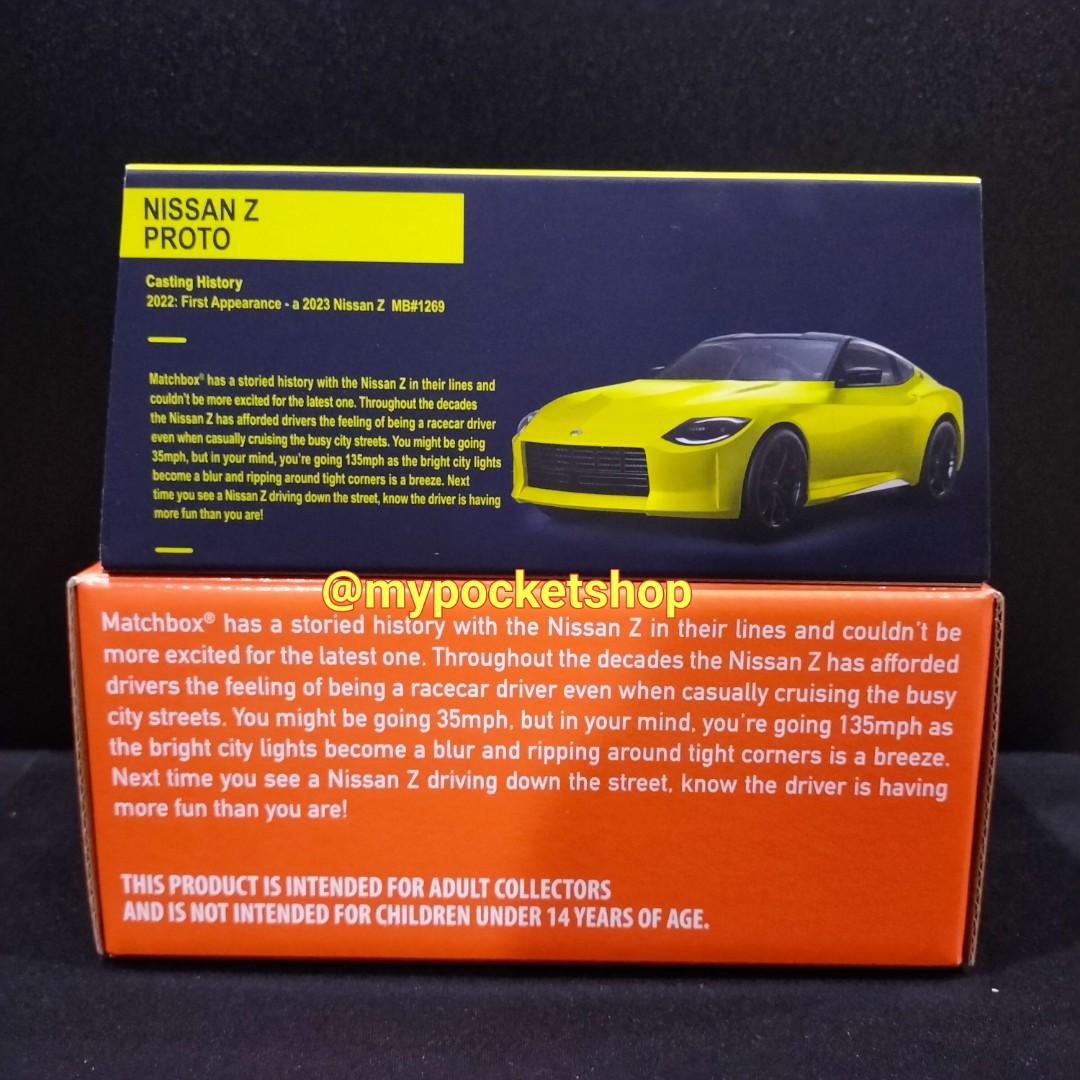 NISSAN Z
PROTO
Casting History
2022: First Appearance - a 2023 Nissan Z MB#1269
Matchbox® has a storied history with the Nissan Z in their lines and
couldn't be more excited for the latest one. Throughout the decades
the Nissan Z has afforded drivers the feeling of being a racecar driver
even when casually cruising the busy city streets. You might be going
35mph, but in your mind, you're going 135mph as the bright city lights
become a blur and ripping around tight corners is a breeze. Next
time you see a Nissan Z driving down the street, know the driver is having
more fun than you are!
@mypocketshop
Matchbox® has a storied history with the Nissan Z in their lines and couldn't be
more excited for the latest one. Throughout the decades the Nissan Z has afforded
drivers the feeling of being a racecar driver even when casually cruising the busy
city streets. You might be going 35mph, but in your mind, you're going 135mph as
the bright city lights become a blur and ripping around tight corners is a breeze.
Next time you see a Nissan Z driving down the street, know the driver is having
more fun than you are!
THIS PRODUCT IS INTENDED FOR ADULT COLLECTORS
AND IS NOT INTENDED FOR CHILDREN UNDER 14 YEARS OF AGE.